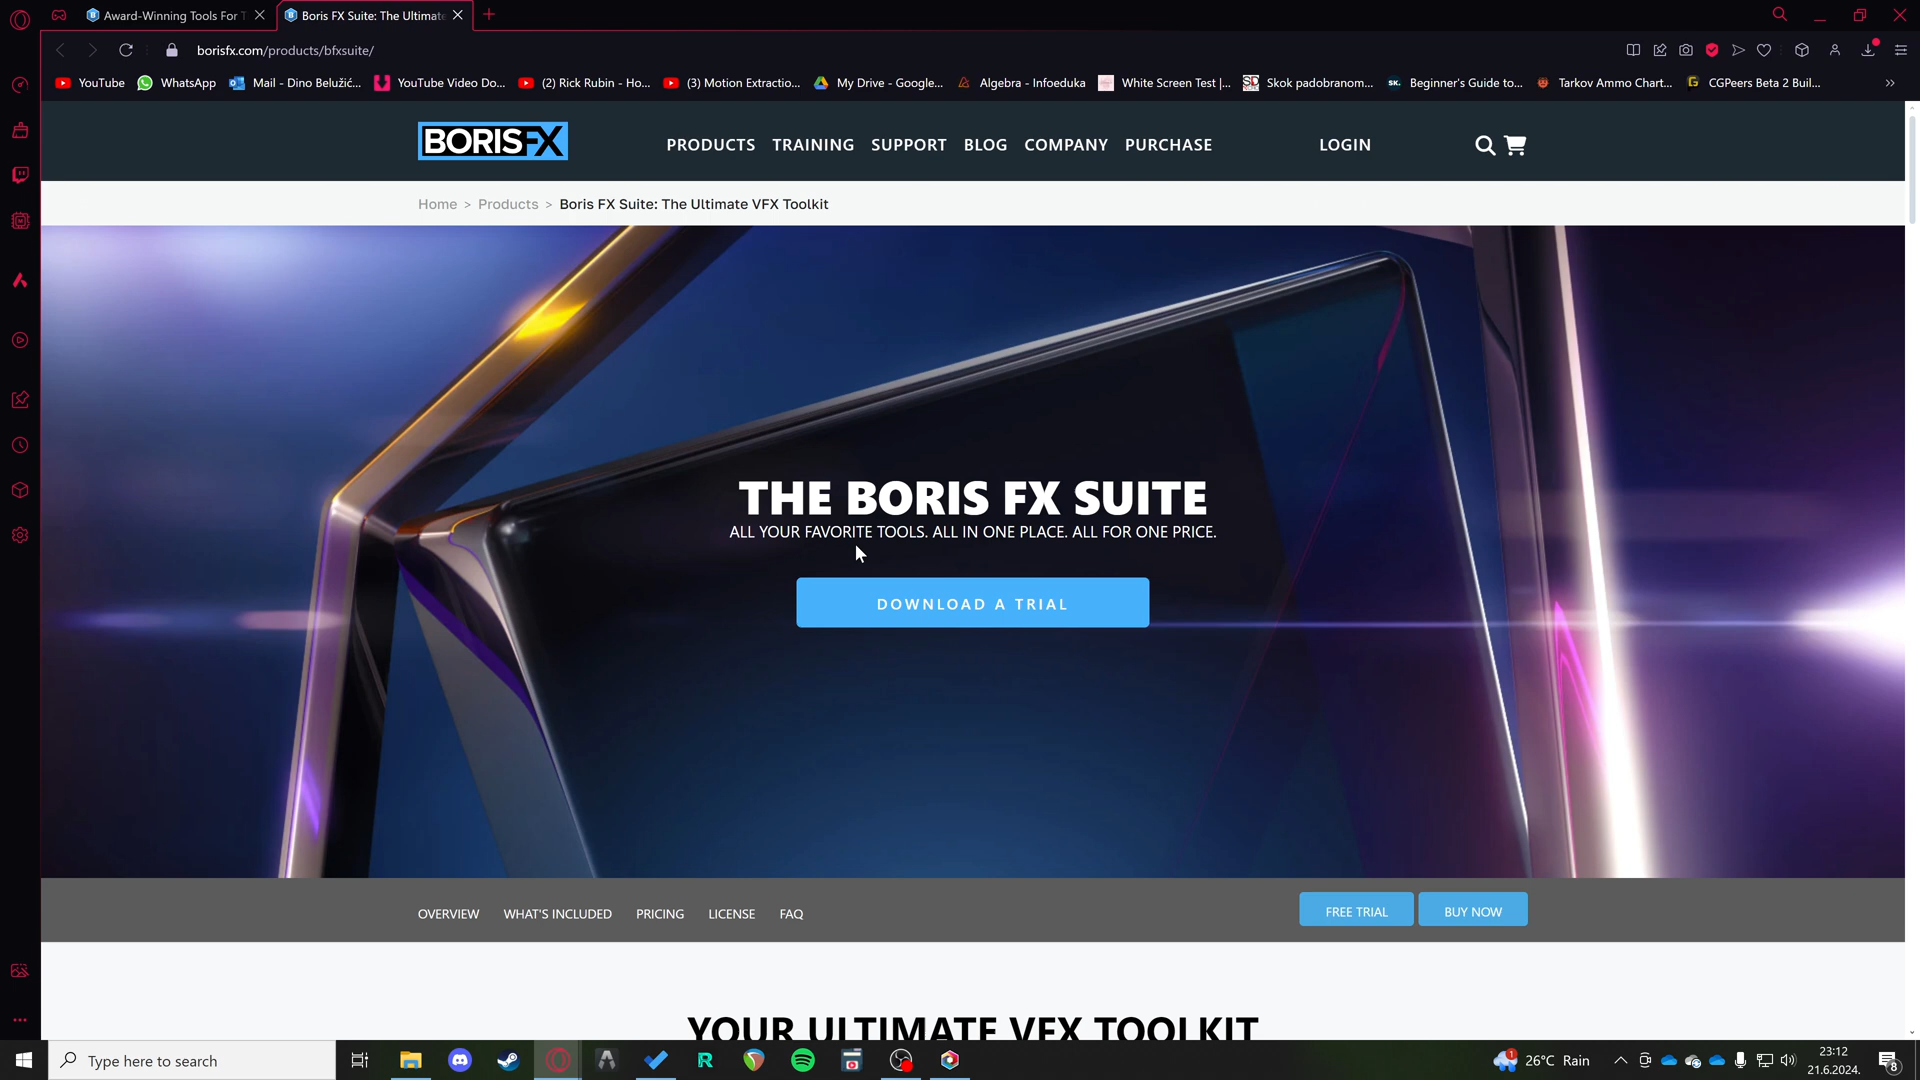 Award-Winning Tools For T
Boris FX Suite: The Ultimate
borisfx.com/products/bfxsuite/
YouTube
WhatsApp
Mail - Dino Belužić...
YouTube Video Do...
(2) Rick Rubin - Ho...
(3) Motion Extractio...
My Drive - Google...
Algebra - Infoeduka
White Screen Test |...
Skok padobranom...
Beginner's Guide to...
Tarkov Ammo Chart...
CGPeers Beta 2 Buil...
BORISFX
PRODUCTS TRAINING SUPPORT BLOG COMPANY PURCHASE LOGIN
Home > Products > Boris FX Suite: The Ultimate VFX Toolkit
THE BORIS FX SUITE
ALL YOUR FAVORITE TOOLS. ALL IN ONE PLACE. ALL FOR ONE PRICE.
DOWNLOAD A TRIAL
OVERVIEW WHAT'S INCLUDED PRICING LICENSE FAQ FREE TRIAL BUY NOW
YOUR ULTIMATE VFX TOOLKIT
Type here to search
26°C Rain
23:12
21.6.2024.
8